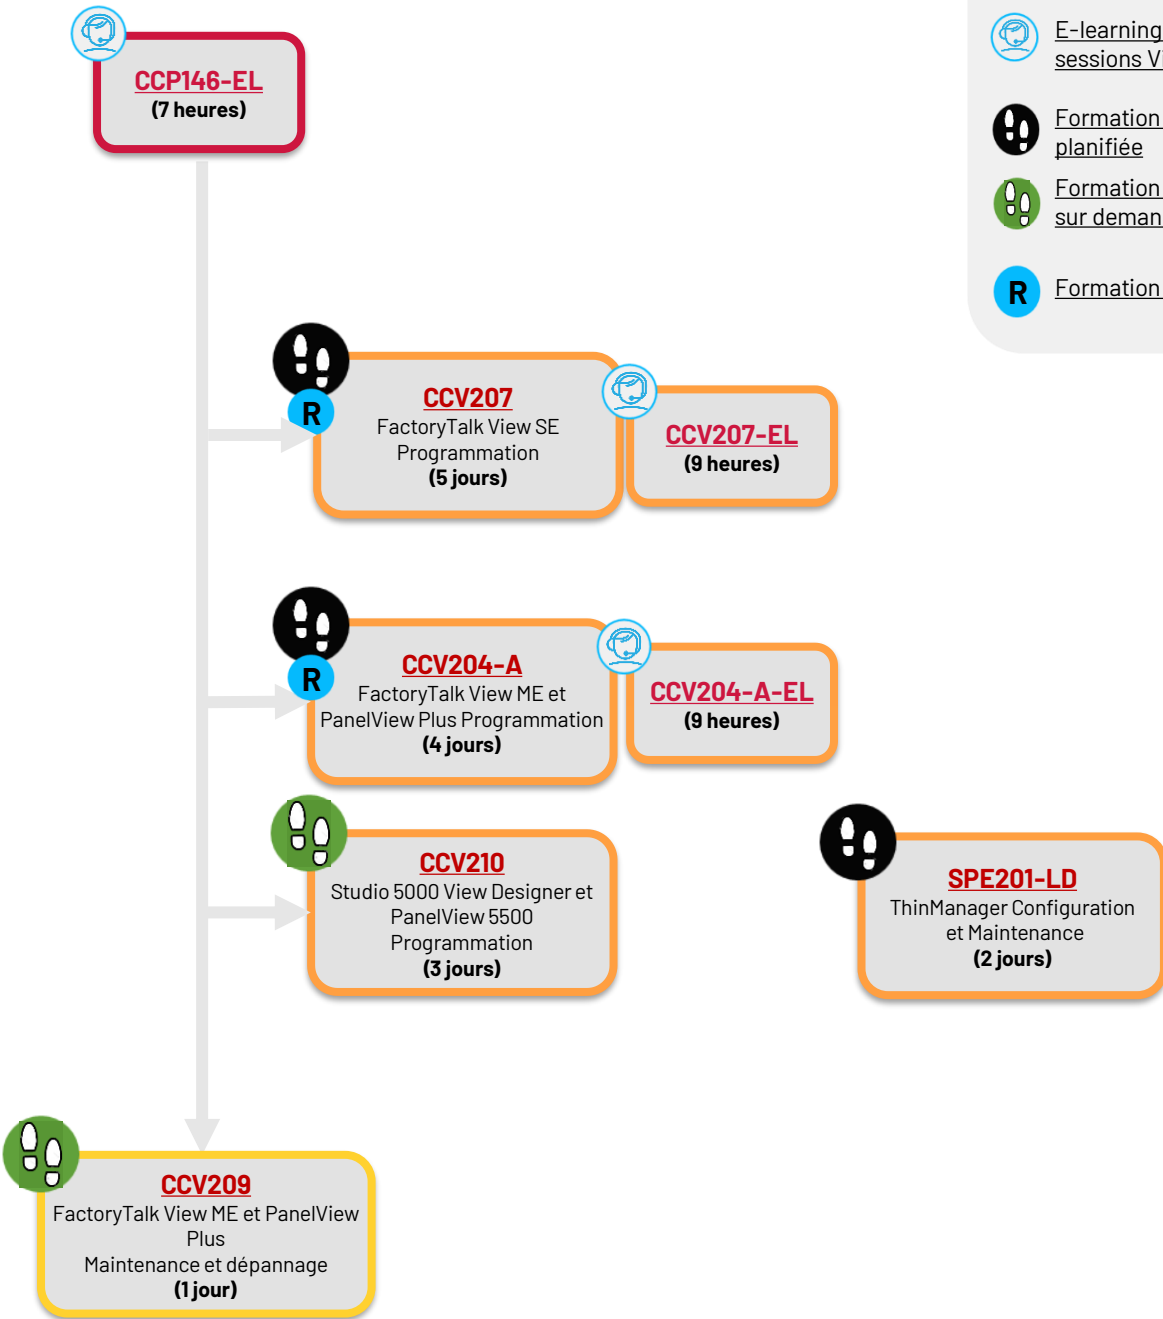 CCP146-EL
(7 heures)
E-learning
sessions
Formation
planifiée
Formation
sur
R
Formation
CCV207
FactoryTalk View SE
Programmation
(5 jours)
R
CCV207-EL
(9 heures)
CCV204-A
FactoryTalk View ME et
PanelView Plus Programmation
(4 jours)
R
CCV204-A-EL
(9 heures)
CCV210
Studio 5000 View Designer et
PanelView 5500
Programmation
(3 jours)
SPE201-LD
ThinManager Configuration
et Maintenance
(2 jours)
CCV209
FactoryTalk View ME et PanelView
Plus
Maintenance et dépannage
(1 jour)